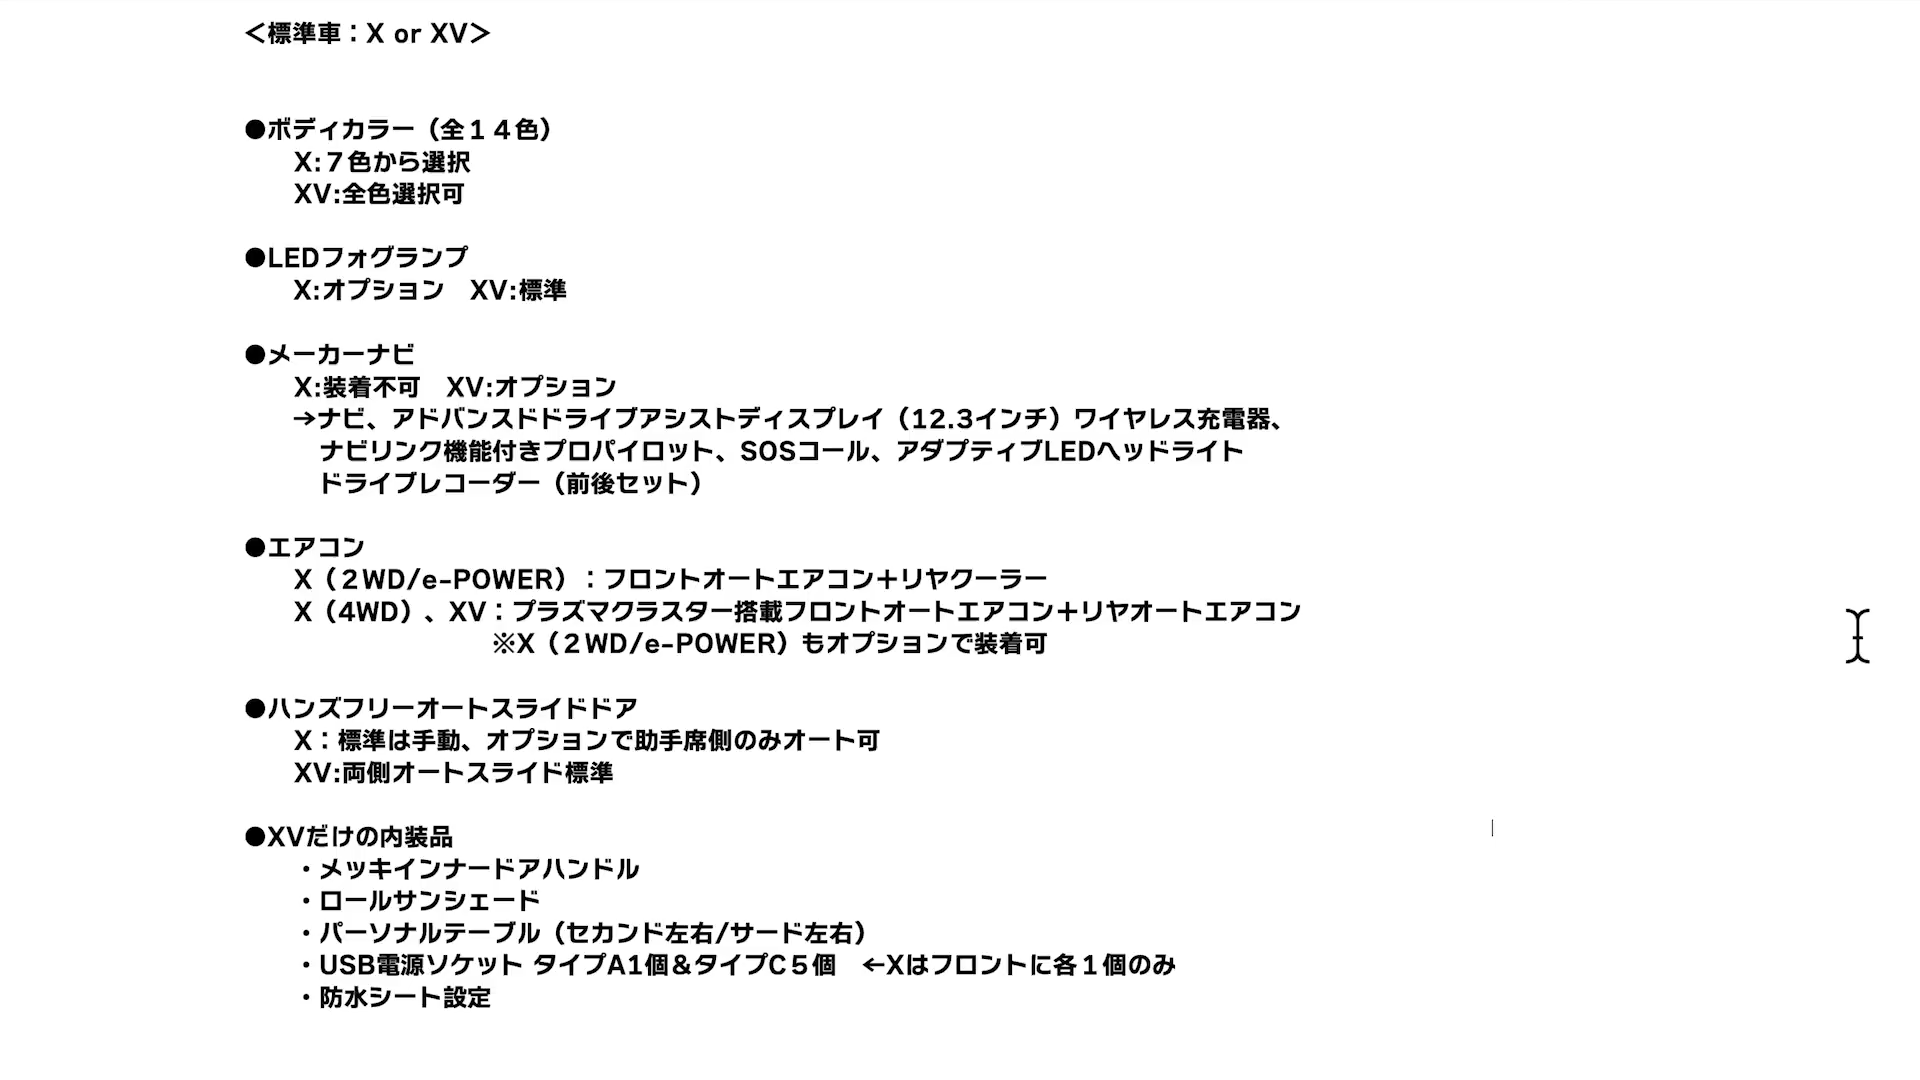 ＜標準車：X or XV＞
●ボディカラー（全１４色）
X:７色から選択
XV:全色選択可
●LEDフォグランプ
X:オプション　XV:標準
●メーカーナビ
X:装着不可　XV:オプション
→ナビ、アドバンスドドライブアシストディスプレイ（12.3インチ）ワイヤレス充電器、
ナビリンク機能付きプロパイロット、SOSコール、アダプティブLEDヘッドライト
ドライブレコーダー（前後セット）
●エアコン
X（２WD/e-POWER）：フロントオートエアコン＋リヤクーラー
X（4WD）、XV：プラズマクラスター搭載フロントオートエアコン＋リヤオートエアコン
※X（２WD/e-POWER）もオプションで装着可
●ハンズフリーオートスライドドア
X：標準は手動、オプションで助手席側のみオート可
XV:両側オートスライド標準
●XVだけの内装品
・メッキインナードアハンドル
・ロールサンシェード
・パーソナルテーブル（セカンド左右/サード左右）
・USB電源ソケット タイプA1個＆タイプC５個　←Xはフロントに各１個のみ
・防水シート設定